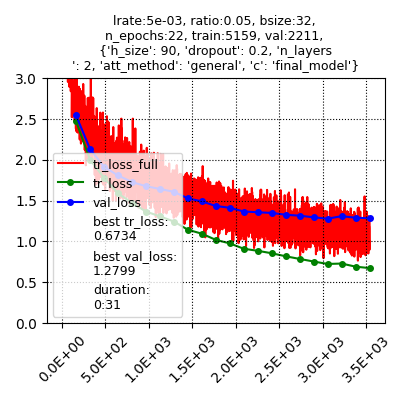 lrate:5e-03, ratio:0.05, bsize:32,
n_epochs:22, train:5159, val:2211,
{'h_size': 90, 'dropout': 0.2, 'n_layers
': 2, 'att_method': 'general', 'c': 'final_model'}
3.0
2.5
2.0
1.5
1.0
0.5
0.0
tr_loss_full
tr_loss
val_loss
best tr_loss:
0.6734
best val_loss:
1.2799
duration:
0:31
0.0E+00
5.0E+02
1.0E+03
1.5E+03
2.0E+03
2.5E+03
3.0E+03
3.5E+03